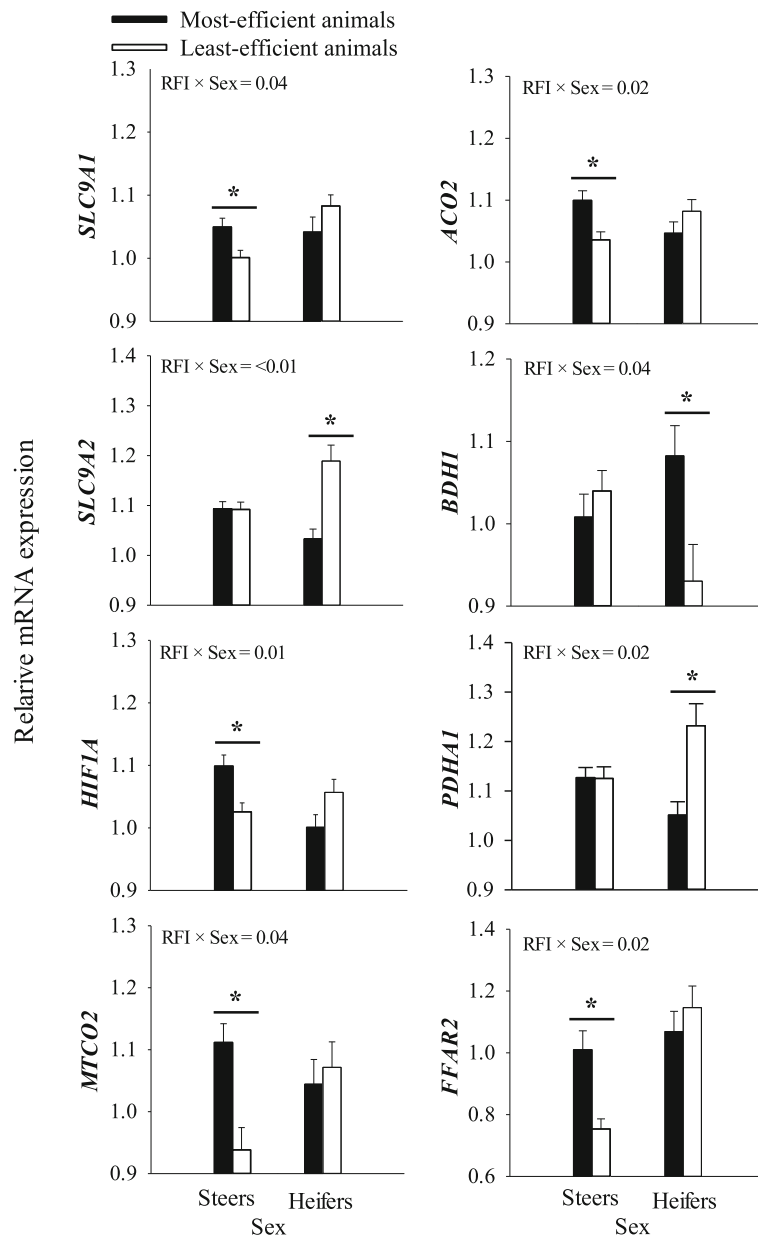 Most-efficient animals
Least-efficient animals
RFI × Sex = 0.04
SLC9A1
1.3
1.2
1.1
1.0
0.9
*
RFI × Sex = 0.02
ACO2
1.3
1.2
1.1
1.0
0.9
*
RFI × Sex = <0.01
SLC9A2
1.4
1.3
1.2
1.1
1.0
0.9
*
RFI × Sex = 0.04
BDH1
1.2
1.1
1.0
0.9
*
Relarive mRNA expression
RFI × Sex = 0.01
HIF1A
1.3
1.2
1.1
1.0
0.9
*
RFI × Sex = 0.02
PDHA1
1.4
1.3
1.2
1.1
1.0
0.9
*
RFI × Sex = 0.04
MTCO2
1.3
1.2
1.1
1.0
0.9
*
Steers
Heifers
Sex
RFI × Sex = 0.02
FFAR2
1.4
1.2
1.0
0.8
0.6
*
Steers
Heifers
Sex